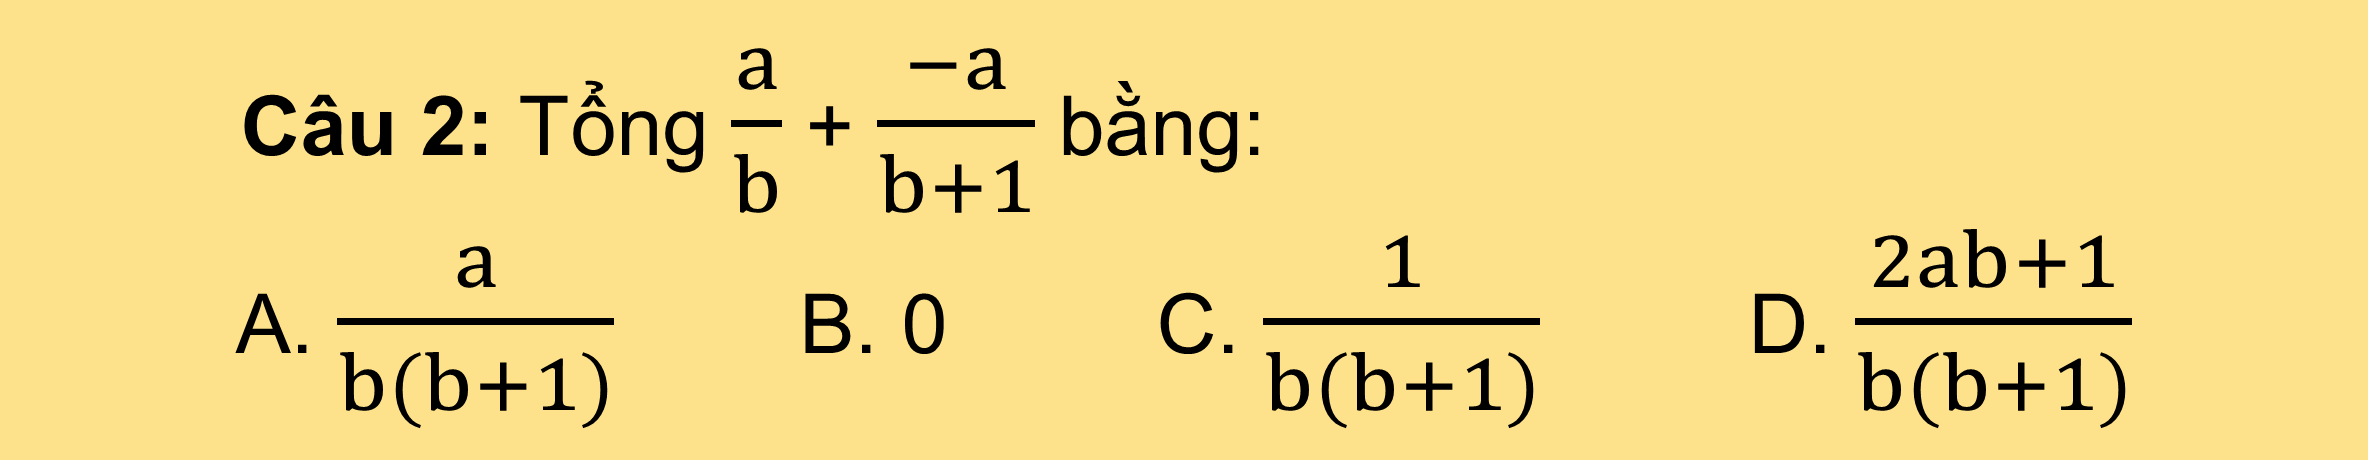 Câu 2: Tổng a/b + −a/b+1 bằng:
A. a/b(b+1) B. 0 C. 1/b(b+1) D. 2ab+1/b(b+1)